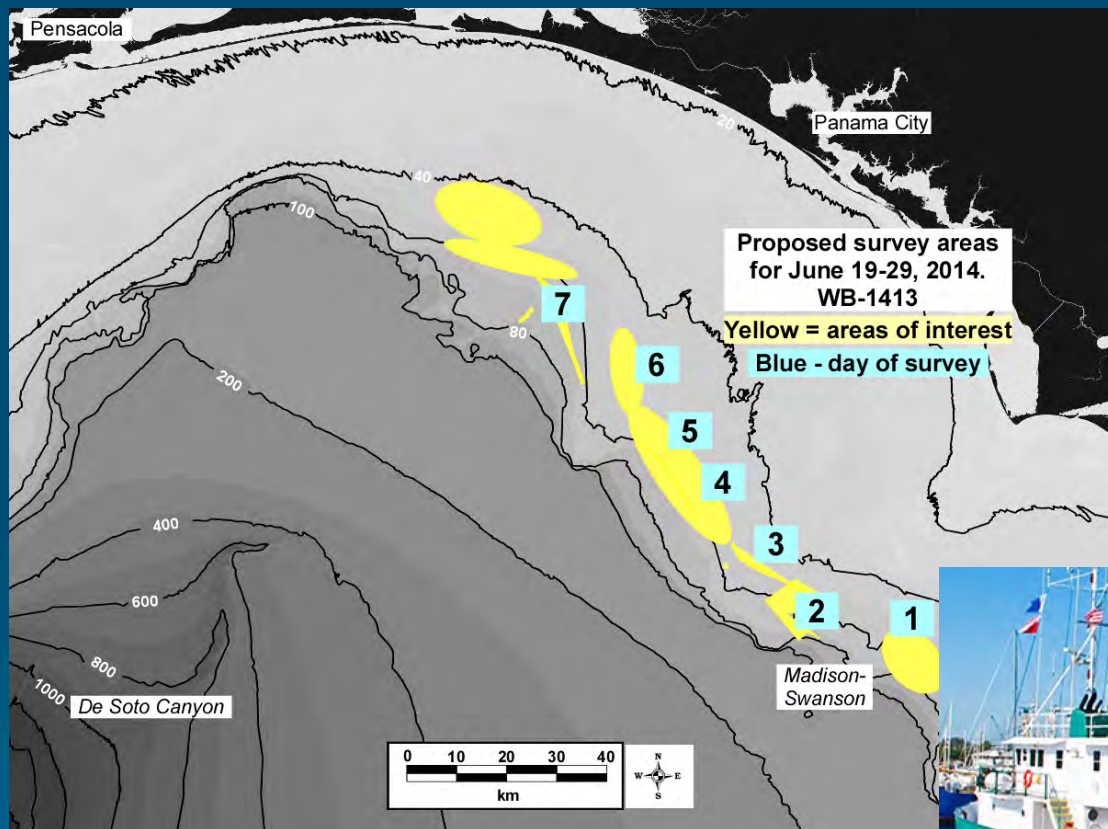 Pensacola
20
Panama City
40
100
Proposed survey areas
for June 19-29, 2014.
WB-1413
Yellow = areas of interest
Blue - day of survey
7
80
6
200
5
4
400
3
600
2
1
800
1000
De Soto Canyon
Madison-
Swanson
0 10 20 30 40
km
N
W E
S